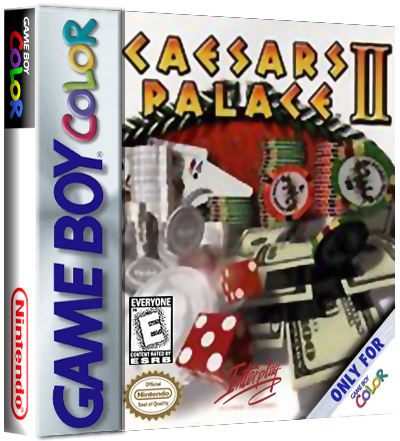 GAME BOY
COLOR
Nintendo
GAME BOY COLOR
CAESARS
PALACE II
EVERYONE
E
CONTENT RATED BY
ESRB
Official
Nintendo
Seal of Quality
Interplay
ONLY FOR
GAME BOY
COLOR